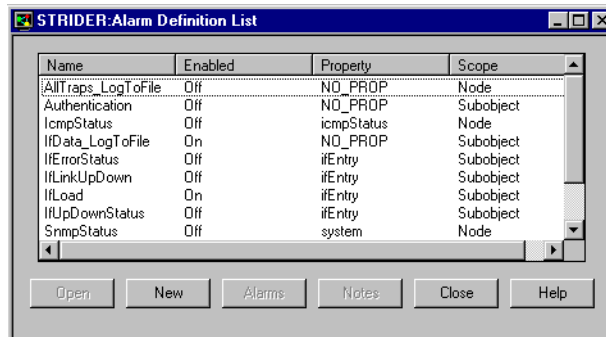 STRIDER:Alarm Definition List
Name Enabled Property Scope
AllTraps_LogToFile Off NO_PROP Node
Authentication Off NO_PROP Subobject
IcmpStatus Off icmpStatus Node
IfData_LogToFile On NO_PROP Subobject
IfErrorStatus Off ifEntry Subobject
IfLinkUpDown Off ifEntry Subobject
IfLoad On ifEntry Subobject
IfUpDownStatus Off ifEntry Subobject
SnmpStatus Off system Node
Open New Alarms Notes Close Help